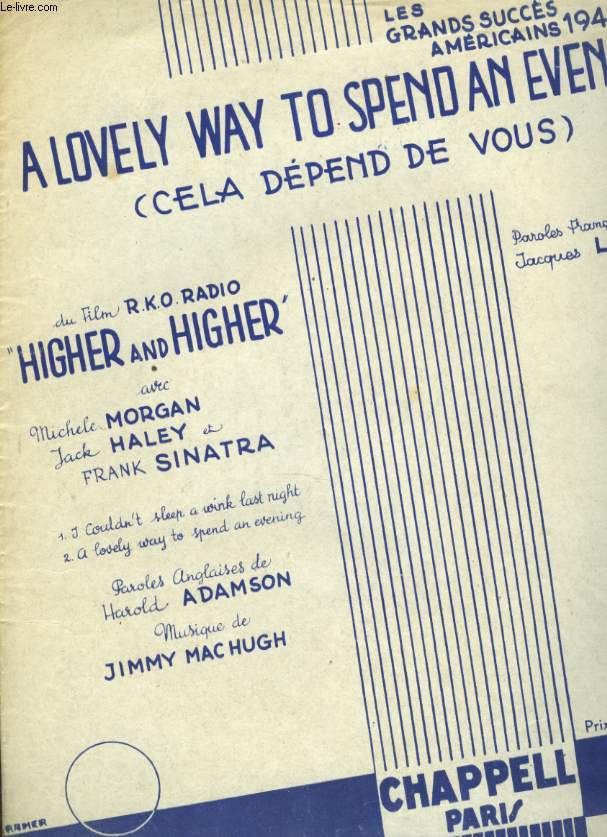 Le-livre.com
LES
GRANDS SUCCÈS
AMÉRICAINS 194
A LOVELY WAY TO SPEND AN EVEN
(CELA DÉPEND DE VOUS)
Paroles Franç
Jacques L
du Film R.K.O. RADIO
"HIGHER AND HIGHER"
avec
Michele MORGAN
Jack HALEY et
FRANK SINATRA
1. I Couldn't sleep a wink last night
2. A lovely way to spend an evening
Paroles Anglaises de
Harold ADAMSON
Musique de
JIMMY MAC HUGH
Prix
CHAPPELL
PARIS